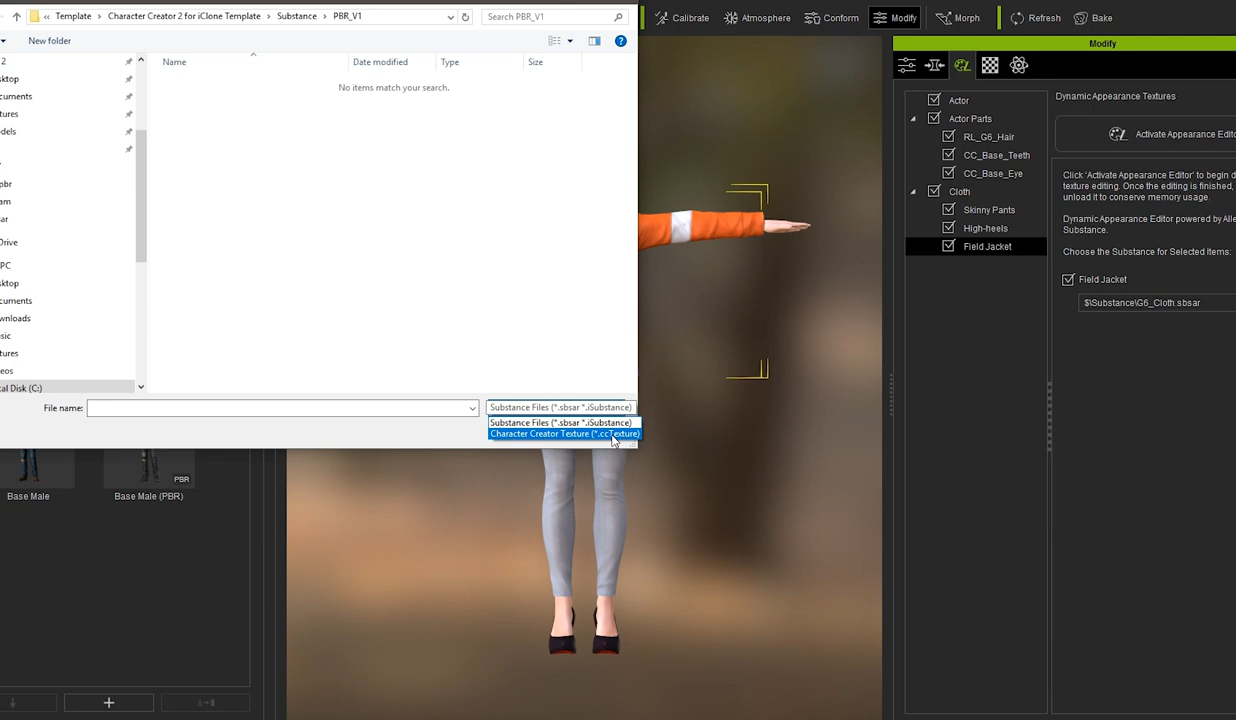 Template > Character Creator 2 for iClone Template > Substance > PBR_V1
Search PBR_V1
Calibrate
Atmosphere
Conform
Modify
Morph
Refresh
Bake
New folder
Modify
2
sktop
cuments
tures
dels
pbr
am
sar
Drive
PC
sktop
cuments
wnloads
sic
tures
eos
cal Disk (C:)
Name
Date modified
Type
Size
No items match your search.
File name:
Substance Files (*.sbsar *.iSubstance)
Substance Files (*.sbsar *.iSubstance)
Character Creator Texture (*.ccTexture)
PBR
Base Male
Base Male (PBR)
Actor
Actor Parts
RL_G6_Hair
CC_Base_Teeth
CC_Base_Eye
Cloth
Skinny Pants
High-heels
Field Jacket
Dynamic Appearance Textures
Activate Appearance Edito
Click 'Activate Appearance Editor' to begin d
texture editing. Once the editing is finished,
unload it to conserve memory usage.
Dynamic Appearance Editor powered by Alle
Substance.
Choose the Substance for Selected Items:
Field Jacket
$\Substance\G6_Cloth.sbsar